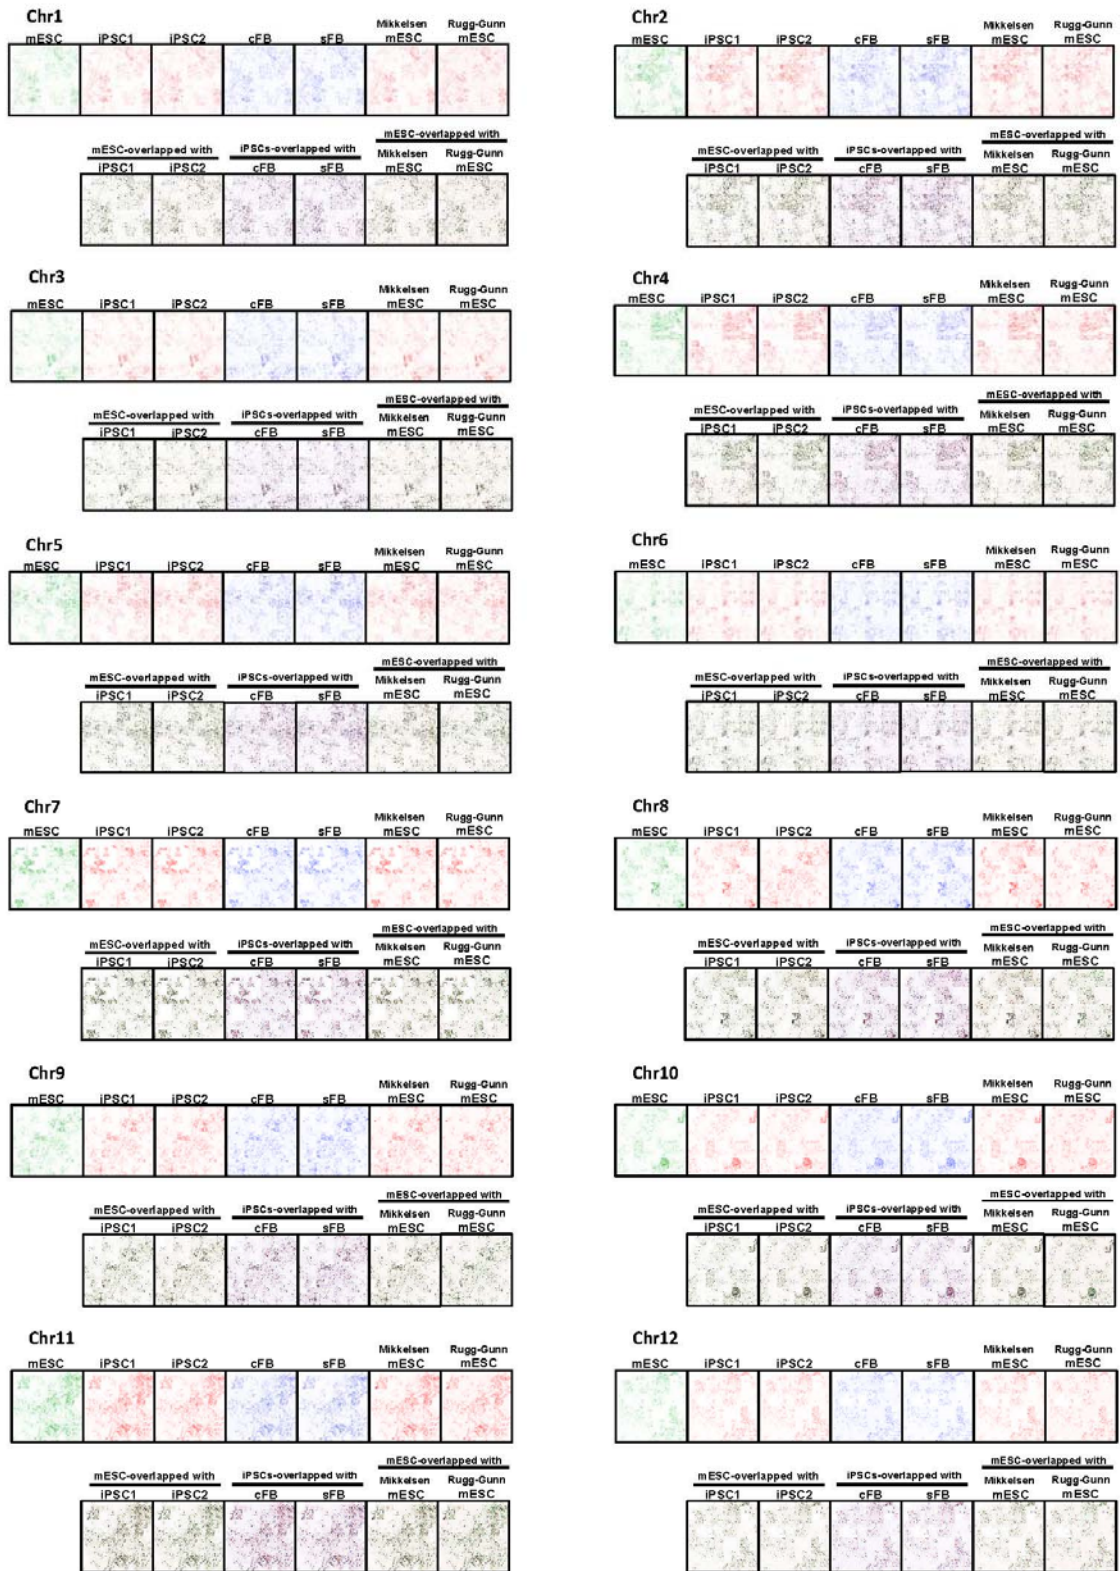 Chr1
Mikkelsen Rugg-Gunn
mESC iPSC1 iPSC2 cFB sFB mESC mESC
mESC-overlapped with
mESC-overlapped with iPSCs-overlapped with Mikkelsen Rugg-Gunn
iPSC1 iPSC2 cFB sFB mESC mESC
Chr2
Mikkelsen Rugg-Gunn
mESC iPSC1 iPSC2 cFB sFB mESC mESC
mESC-overlapped with
mESC-overlapped with iPSCs-overlapped with Mikkelsen Rugg-Gunn
iPSC1 iPSC2 cFB sFB mESC mESC
Chr3
Mikkelsen Rugg-Gunn
mESC iPSC1 iPSC2 cFB sFB mESC mESC
mESC-overlapped with
mESC-overlapped with iPSCs-overlapped with Mikkelsen Rugg-Gunn
iPSC1 iPSC2 cFB sFB mESC mESC
Chr4
Mikkelsen Rugg-Gunn
mESC iPSC1 iPSC2 cFB sFB mESC mESC
mESC-overlapped with
mESC-overlapped with iPSCs-overlapped with Mikkelsen Rugg-Gunn
iPSC1 iPSC2 cFB sFB mESC mESC
Chr5
Mikkelsen Rugg-Gunn
mESC iPSC1 iPSC2 cFB sFB mESC mESC
mESC-overlapped with
mESC-overlapped with iPSCs-overlapped with Mikkelsen Rugg-Gunn
iPSC1 iPSC2 cFB sFB mESC mESC
Chr6
Mikkelsen Rugg-Gunn
mESC iPSC1 iPSC2 cFB sFB mESC mESC
mESC-overlapped with
mESC-overlapped with iPSCs-overlapped with Mikkelsen Rugg-Gunn
iPSC1 iPSC2 cFB sFB mESC mESC
Chr7
Mikkelsen Rugg-Gunn
mESC iPSC1 iPSC2 cFB sFB mESC mESC
mESC-overlapped with
mESC-overlapped with iPSCs-overlapped with Mikkelsen Rugg-Gunn
iPSC1 iPSC2 cFB sFB mESC mESC
Chr8
Mikkelsen Rugg-Gunn
mESC iPSC1 iPSC2 cFB sFB mESC mESC
mESC-overlapped with
mESC-overlapped with iPSCs-overlapped with Mikkelsen Rugg-Gunn
iPSC1 iPSC2 cFB sFB mESC mESC
Chr9
Mikkelsen Rugg-Gunn
mESC iPSC1 iPSC2 cFB sFB mESC mESC
mESC-overlapped with
mESC-overlapped with iPSCs-overlapped with Mikkelsen Rugg-Gunn
iPSC1 iPSC2 cFB sFB mESC mESC
Chr10
Mikkelsen Rugg-Gunn
mESC iPSC1 iPSC2 cFB sFB mESC mESC
mESC-overlapped with
mESC-overlapped with iPSCs-overlapped with Mikkelsen Rugg-Gunn
iPSC1 iPSC2 cFB sFB mESC mESC
Chr11
Mikkelsen Rugg-Gunn
mESC iPSC1 iPSC2 cFB sFB mESC mESC
mESC-overlapped with
mESC-overlapped with iPSCs-overlapped with Mikkelsen Rugg-Gunn
iPSC1 iPSC2 cFB sFB mESC mESC
Chr12
Mikkelsen Rugg-Gunn
mESC iPSC1 iPSC2 cFB sFB mESC mESC
mESC-overlapped with
mESC-overlapped with iPSCs-overlapped with Mikkelsen Rugg-Gunn
iPSC1 iPSC2 cFB sFB mESC mESC